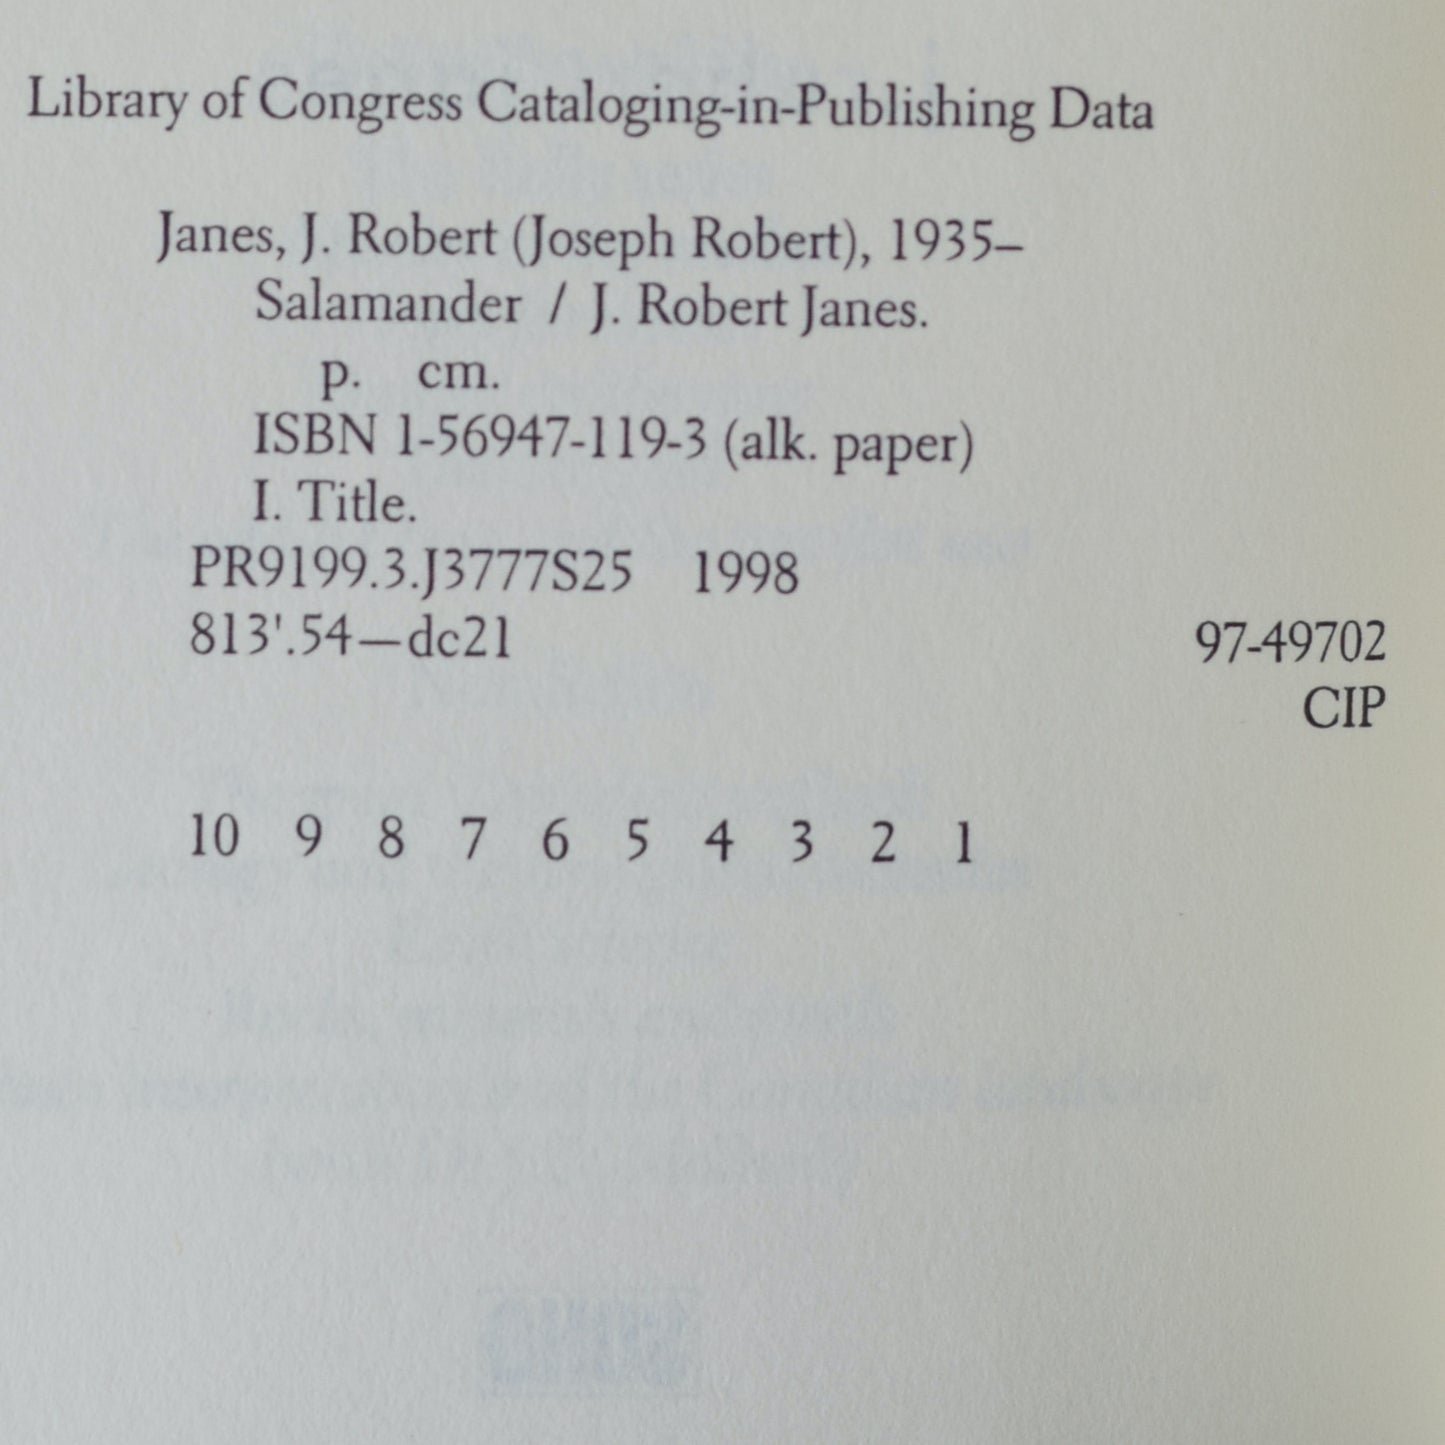 Library of Congress Cataloging-in-Publishing Data
Janes, J. Robert (Joseph Robert), 1935–
Salamander / J. Robert Janes.
p. cm.
ISBN 1-56947-119-3 (alk. paper)
I. Title.
PR9199.3.J3777S25 1998
813'.54—dc21 97-49702
CIP
10 9 8 7 6 5 4 3 2 1